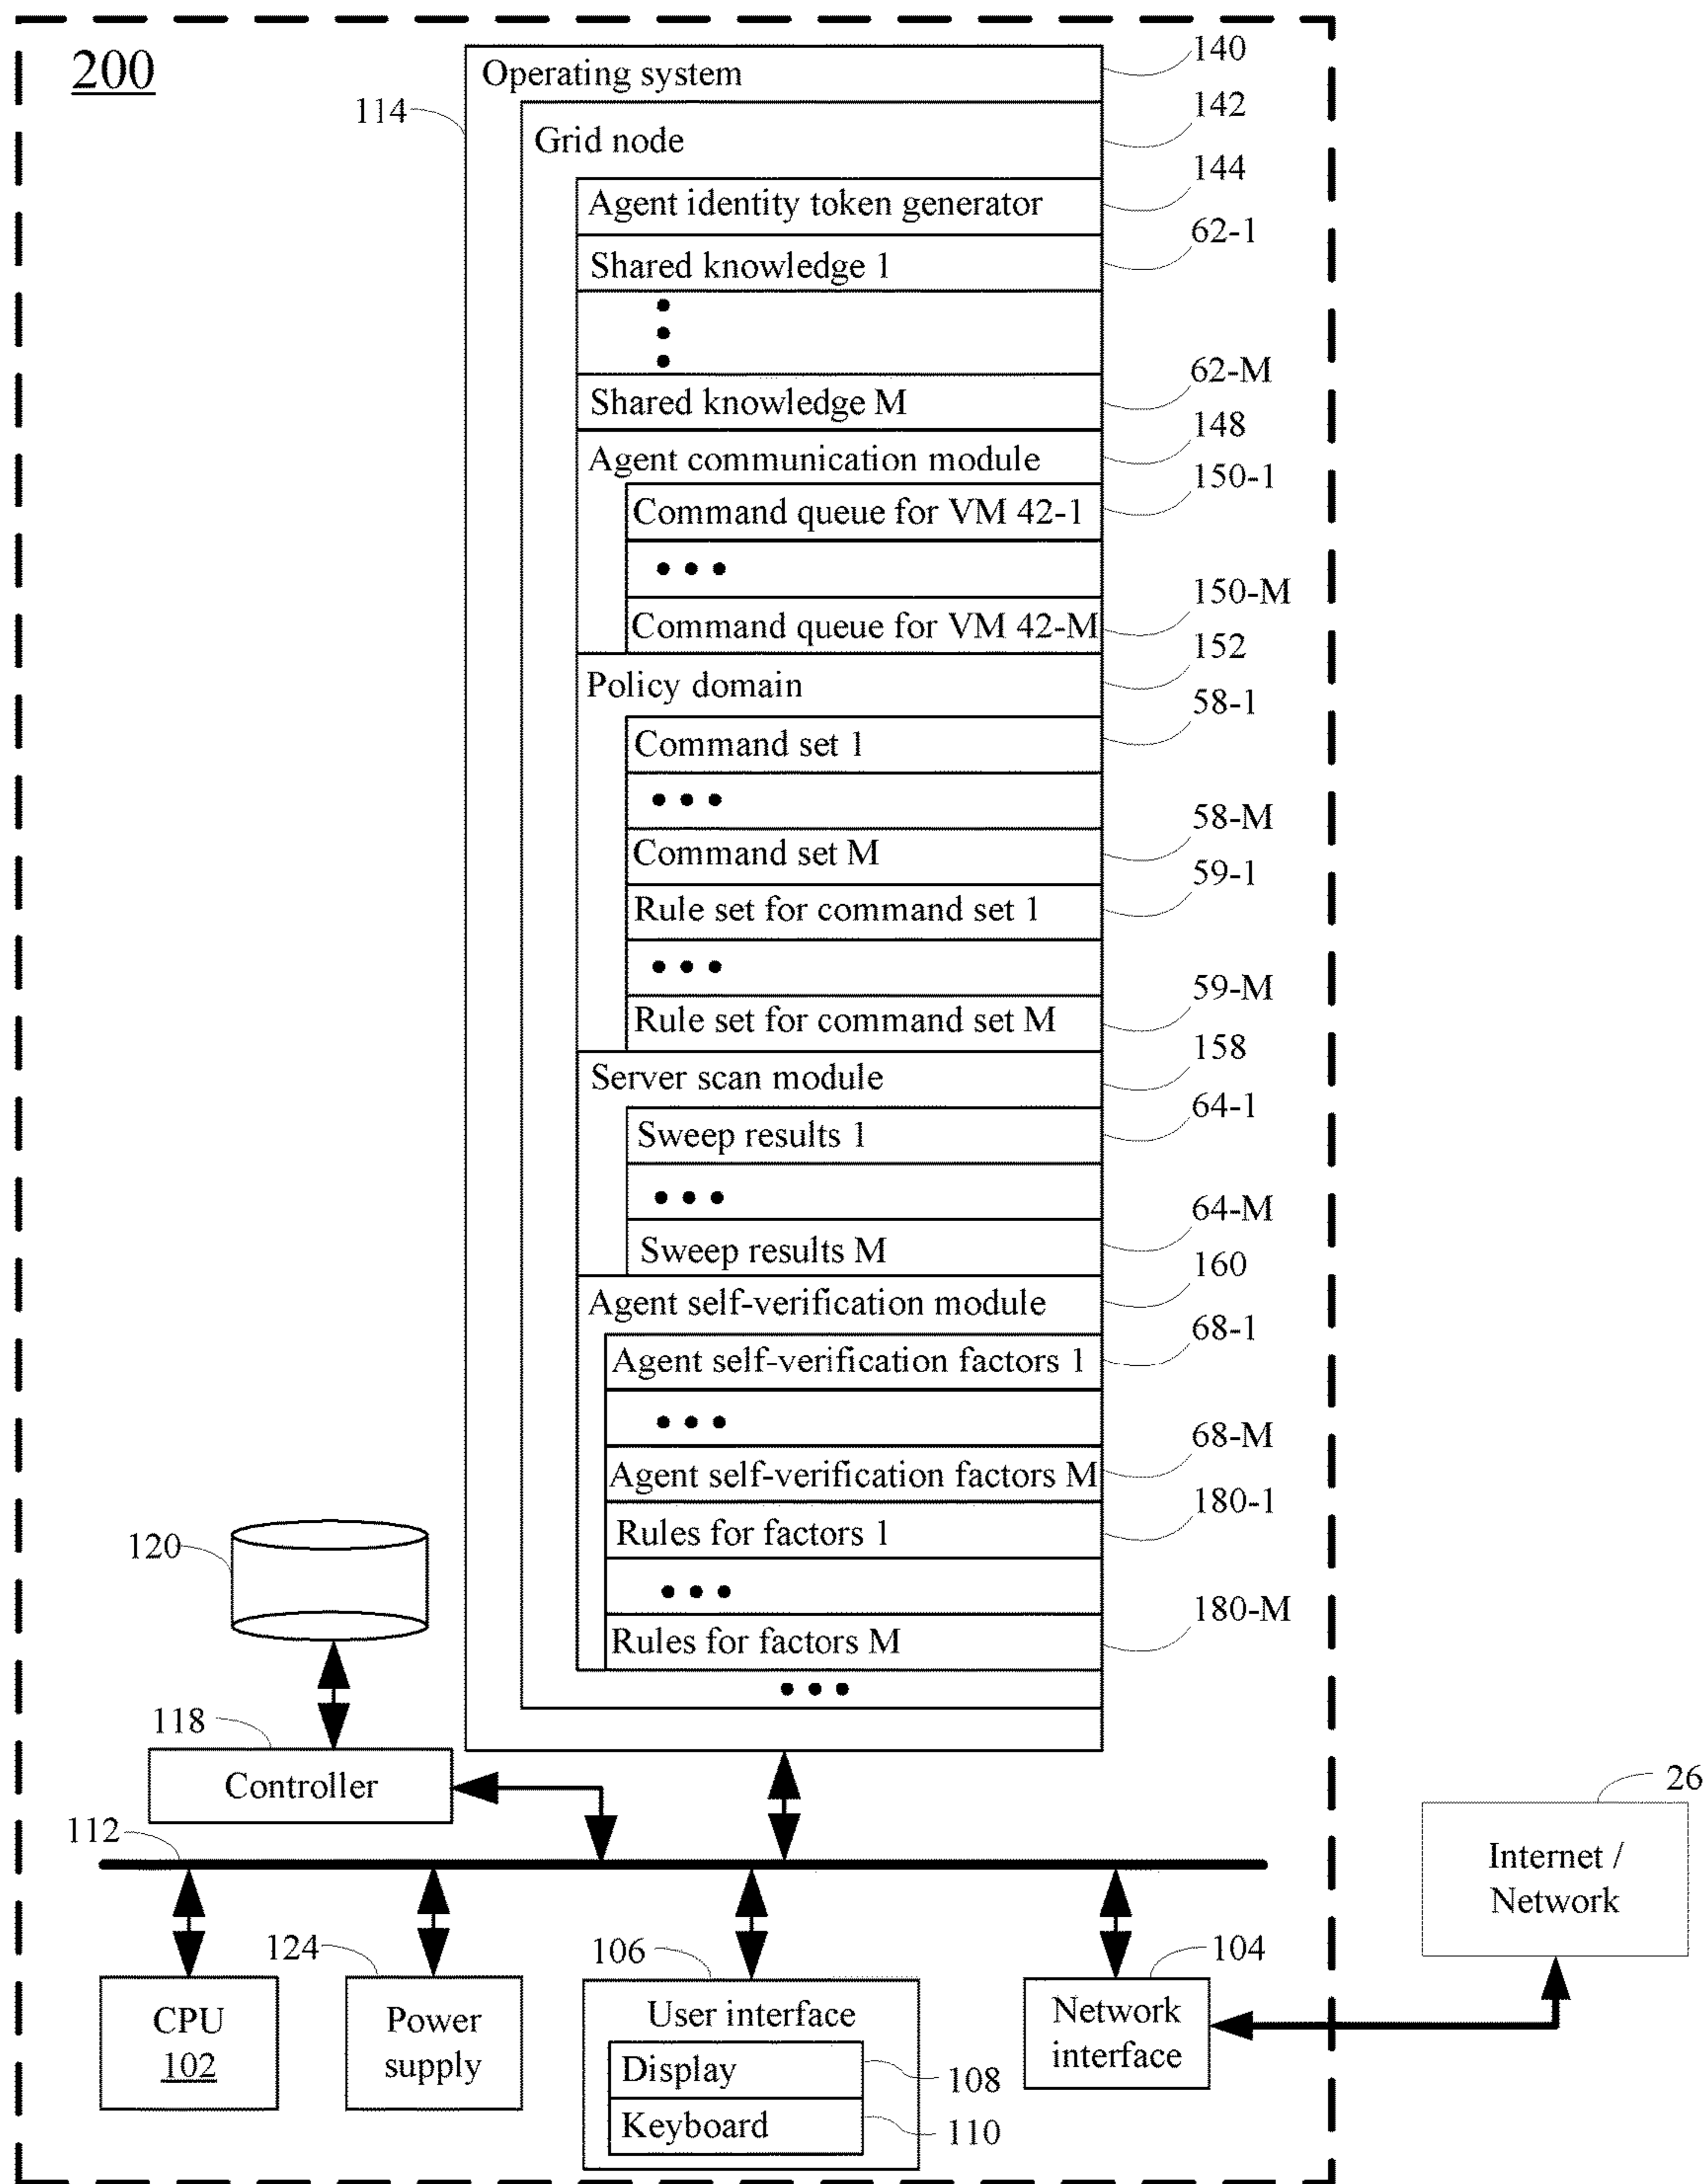 200
140
Operating system
114
142
Grid node
144
Agent identity token generator
62-1
Shared knowledge 1
62-M
Shared knowledge M
148
Agent communication module
150-1
Command queue for VM 42-1
150-M
Command queue for VM 42-M
152
Policy domain
58-1
Command set 1
58-M
Command set M
59-1
Rule set for command set 1
59-M
Rule set for command set M
158
Server scan module
64-1
Sweep results 1
64-M
Sweep results M
160
Agent self-verification module
68-1
Agent self-verification factors 1
68-M
Agent self-verification factors M
180-1
Rules for factors 1
180-M
Rules for factors M
120
118
Controller
112
26
Internet /
Network
CPU
102
124
Power
supply
106
User interface
Display
108
Keyboard
110
104
Network
interface